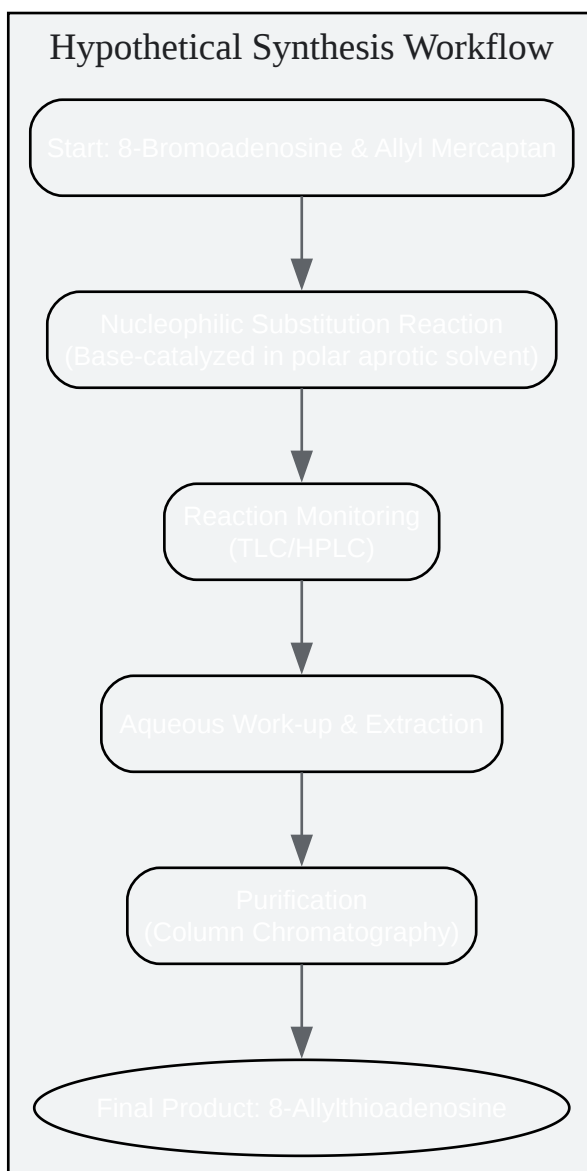 Hypothetical Synthesis Workflow
Start: 8-Bromoadenosine & Allyl Mercaptan
Nucleophilic Substitution Reaction
(Base-catalyzed in polar aprotic solvent)
Reaction Monitoring
(TLC/HPLC)
Aqueous Work-up & Extraction
Purification
(Column Chromatography)
Final Product: 8-Allylthioadenosine